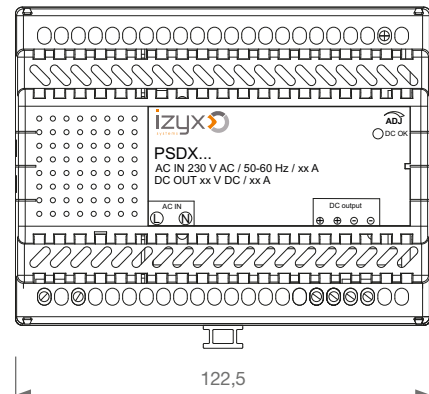 izyx
systems
ADJ
DC OK
PSDX...
AC IN 230 V AC / 50-60 Hz / xx A
DC OUT xx V DC / xx A
AC IN
L N
DC output
+ + - -
122,5